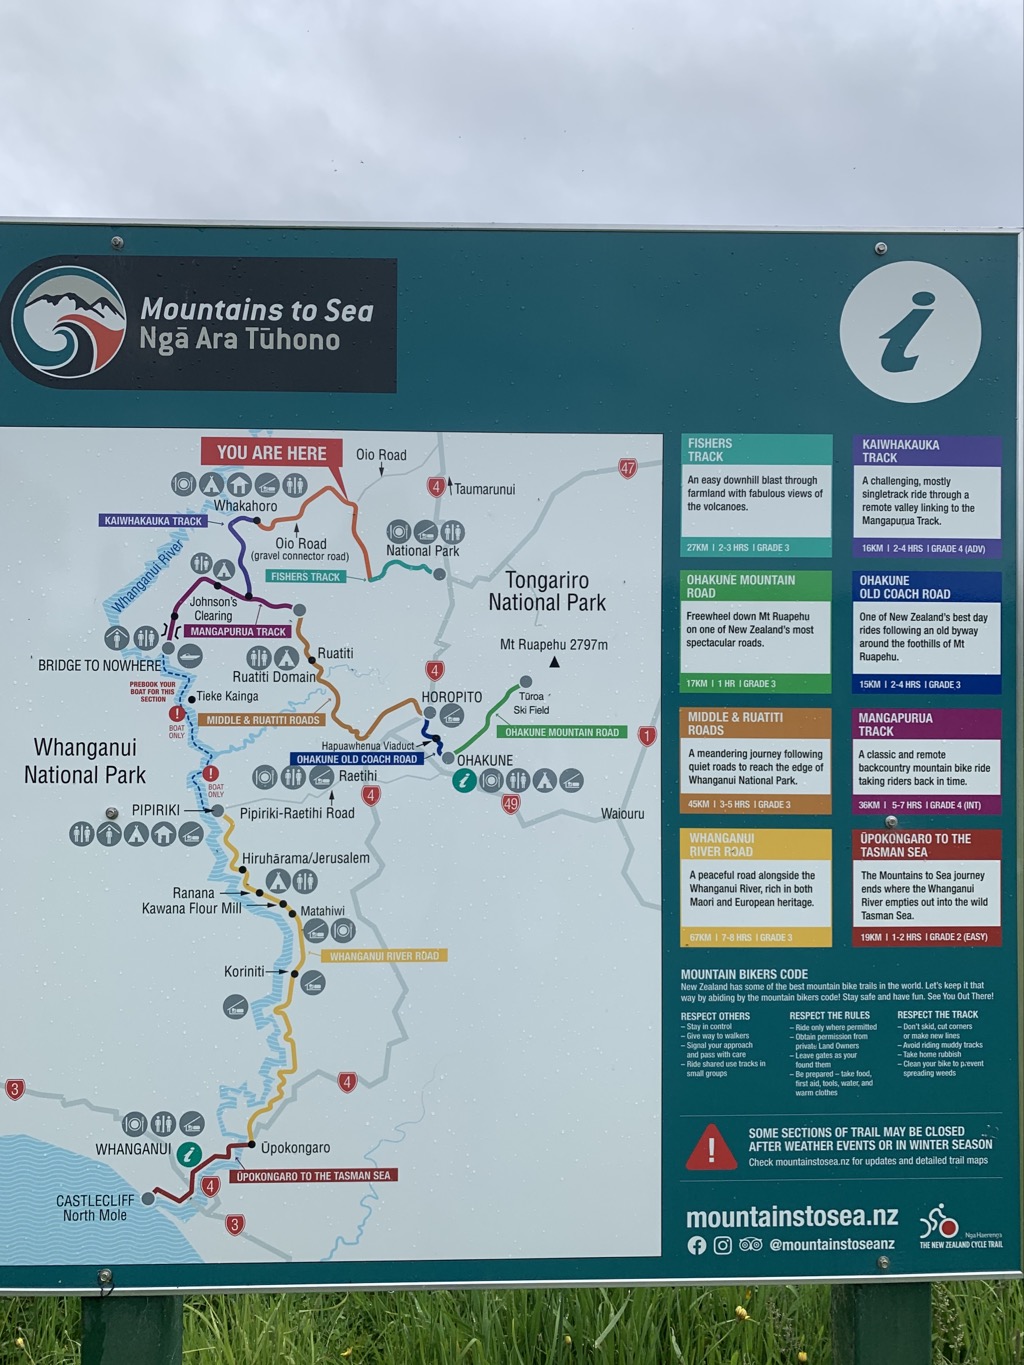 Mountains to Sea
Ngā Ara Tūhono
i
YOU ARE HERE
Oio Road
47
4
Taumarunui
Whakahoro
KAIWHAKAUKA TRACK
Oio Road
(gravel connector road)
National Park
FISHERS TRACK
Whanganui River
Tongariro
National Park
Johnson's
Clearing
MANGAPURUA TRACK
Mt Ruapehu 2797m
BRIDGE TO NOWHERE
Ruatiti
Ruatiti Domain
4
PREBOOK YOUR
BOAT FOR THIS
SECTION
Tieke Kainga
HOROPITO
Tūroa
Ski Field
!
BOAT
ONLY
MIDDLE & RUATITI ROADS
OHAKUNE MOUNTAIN ROAD
1
Whanganui
National Park
Hapuawhenua Viaduct
OHAKUNE OLD COACH ROAD
OHAKUNE
!
BOAT
ONLY
Raetihi
i
4
49
PIPIRIKI
Pipiriki-Raetihi Road
Waiouru
Hiruhārama/Jerusalem
Ranana
Kawana Flour Mill
Matahiwi
WHANGANUI RIVER ROAD
Koriniti
3
4
WHANGANUI
i
Ūpokongaro
4
ŪPOKONGARO TO THE TASMAN SEA
CASTLECLIFF
North Mole
3
FISHERS
TRACK
An easy downhill blast through
farmland with fabulous views of
the volcanoes.
27KM | 2-3 HRS | GRADE 3
KAIWHAKAUKA
TRACK
A challenging, mostly
singletrack ride through a
remote valley linking to the
Mangapurua Track.
16KM | 2-4 HRS | GRADE 4 (ADV)
OHAKUNE MOUNTAIN
ROAD
Freewheel down Mt Ruapehu
on one of New Zealand's most
spectacular roads.
17KM | 1 HR | GRADE 3
OHAKUNE
OLD COACH ROAD
One of New Zealand's best day
rides following an old byway
around the foothills of Mt
Ruapehu.
15KM | 2-4 HRS | GRADE 3
MIDDLE & RUATITI
ROADS
A meandering journey following
quiet roads to reach the edge of
Whanganui National Park.
45KM | 3-5 HRS | GRADE 3
MANGAPURUA
TRACK
A classic and remote
backcountry mountain bike ride
taking riders back in time.
36KM | 5-7 HRS | GRADE 4 (INT)
WHANGANUI
RIVER ROAD
A peaceful road alongside the
Whanganui River, rich in both
Maori and European heritage.
67KM | 7-8 HRS | GRADE 3
ŪPOKONGARO TO THE
TASMAN SEA
The Mountains to Sea journey
ends where the Whanganui
River empties out into the wild
Tasman Sea.
19KM | 1-2 HRS | GRADE 2 (EASY)
MOUNTAIN BIKERS CODE
New Zealand has some of the best mountain bike trails in the world. Let's keep it that
way by abiding by the mountain bikers code! Stay safe and have fun. See You Out There!
RESPECT OTHERS
– Stay in control
– Give way to walkers
– Signal your approach
and pass with care
– Ride shared use tracks in
small groups
RESPECT THE RULES
– Ride only where permitted
– Obtain permission from
private Land Owners
– Leave gates as your
found them
– Be prepared – take food,
first aid, tools, water, and
warm clothes
RESPECT THE TRACK
– Don't skid, cut corners
or make new lines
– Avoid riding muddy tracks
– Take home rubbish
– Clean your bike to prevent
spreading weeds
!
SOME SECTIONS OF TRAIL MAY BE CLOSED
AFTER WEATHER EVENTS OR IN WINTER SEASON
Check mountainstosea.nz for updates and detailed trail maps
mountainstosea.nz
@mountainstoseanz
Nga Haerenga
THE NEW ZEALAND CYCLE TRAIL